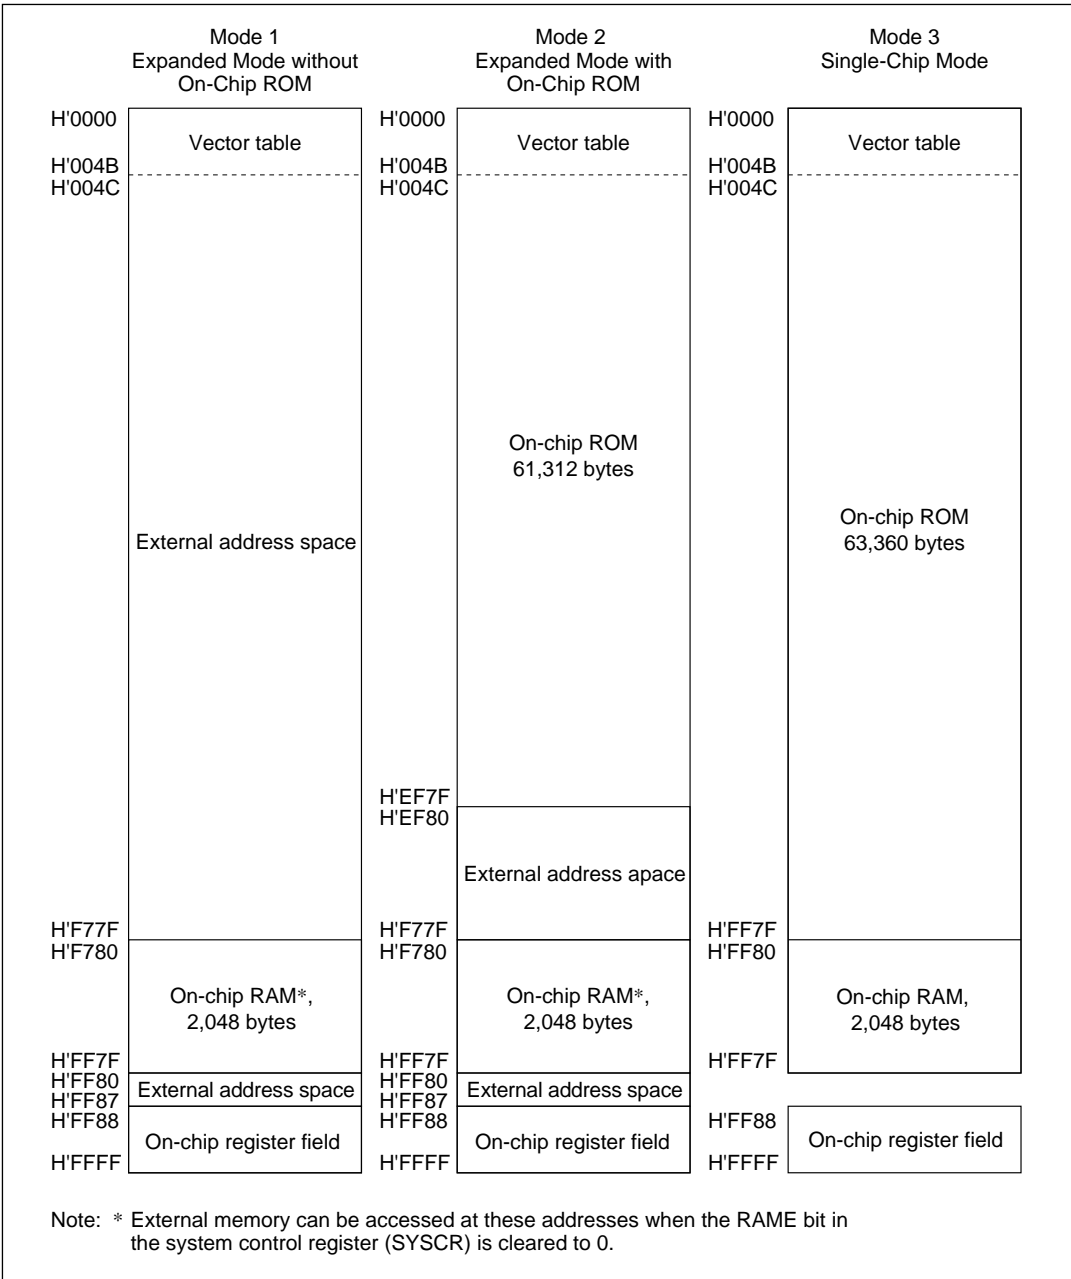 Mode 1
Expanded Mode without
On-Chip ROM
H'0000
Vector table
H'004B
H'004C
External address space
H'F77F
H'F780
On-chip RAM*,
2,048 bytes
H'FF7F
H'FF80
External address space
H'FF87
H'FF88
On-chip register field
H'FFFF
Mode 2
Expanded Mode with
On-Chip ROM
H'0000
Vector table
H'004B
H'004C
On-chip ROM
61,312 bytes
H'EF7F
H'EF80
External address apace
H'F77F
H'F780
On-chip RAM*,
2,048 bytes
H'FF7F
H'FF80
External address space
H'FF87
H'FF88
On-chip register field
H'FFFF
Mode 3
Single-Chip Mode
H'0000
Vector table
H'004B
H'004C
On-chip ROM
63,360 bytes
H'FF7F
H'FF80
On-chip RAM,
2,048 bytes
H'FF7F
H'FF88
On-chip register field
H'FFFF
Note: * External memory can be accessed at these addresses when the RAME bit in
the system control register (SYSCR) is cleared to 0.